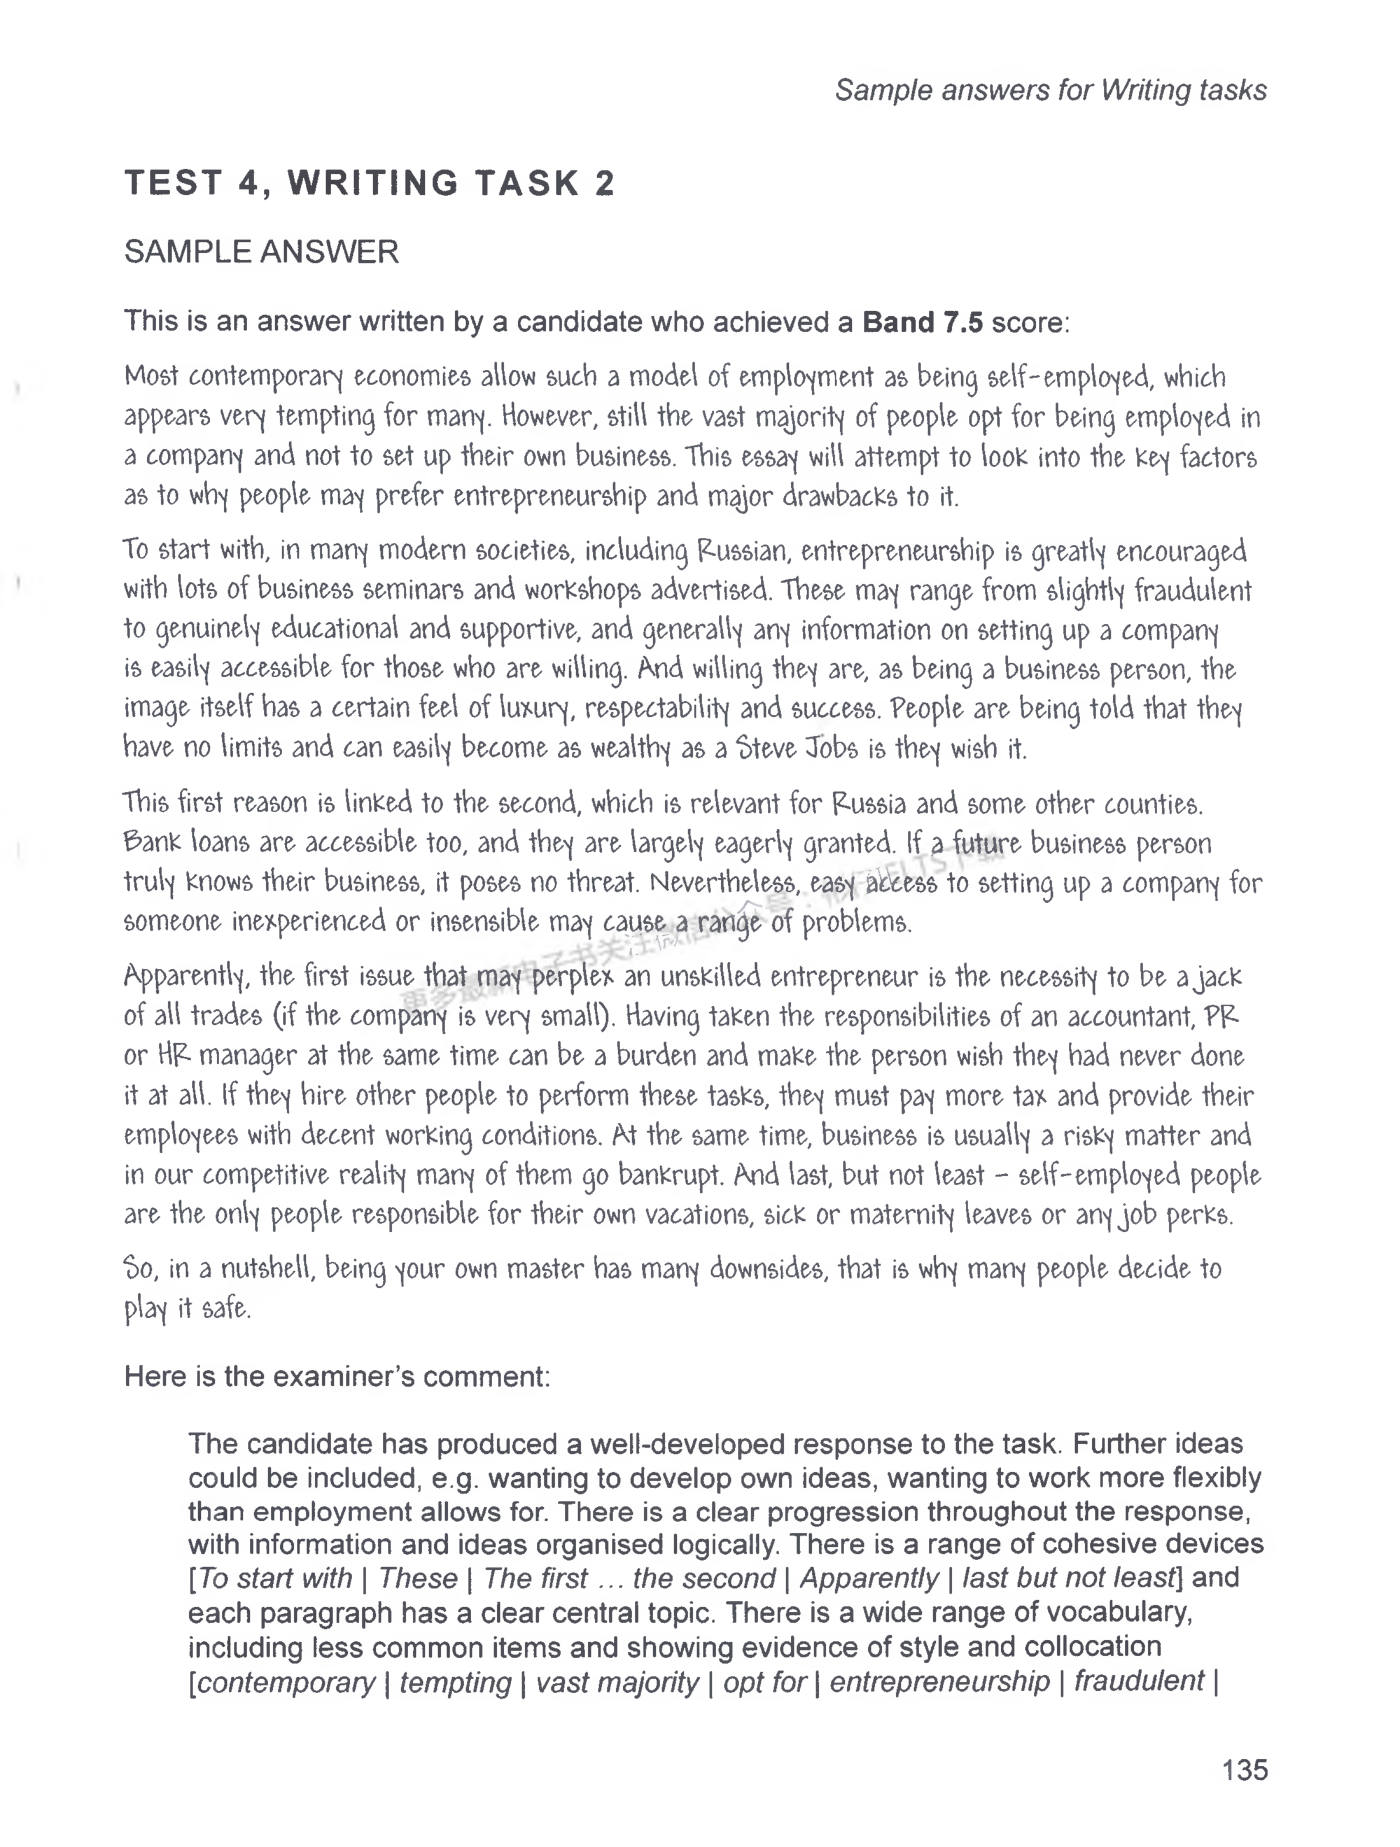 Sample answers for Writing tasks
TEST 4, WRITING TASK 2
SAMPLE ANSWER
This is an answer written by a candidate who achieved a Band 7.5 score:
Most contemporary economies allow such a model of employment as being self-employed, which
appears very tempting for many. However, still the vast majority of people opt for being employed in
a company and not to set up their own business. This essay will attempt to look into the key factors
as to why people may prefer entrepreneurship and major drawbacks to it.
To start with, in many modern societies, including Russian, entrepreneurship is greatly encouraged
with lots of business seminars and workshops advertised. These may range from slightly fraudulent
to genuinely educational and supportive, and generally any information on setting up a company
is easily accessible for those who are willing. And willing they are, as being a business person, the
image itself has a certain feel of luxury, respectability and success. People are being told that they
have no limits and can easily become as wealthy as a Steve Jobs is they wish it.
This first reason is linked to the second, which is relevant for Russia and some other counties.
Bank loans are accessible too, and they are largely eagerly granted. If a future business person
truly knows their business, it poses no threat. Nevertheless, easy access to setting up a company for
someone inexperienced or insensible may cause a range of problems.
Apparently, the first issue that may perplex an unskilled entrepreneur is the necessity to be a jack
of all trades (if the company is very small). Having taken the responsibilities of an accountant, PR
or HR manager at the same time can be a burden and make the person wish they had never done
it at all. If they hire other people to perform these tasks, they must pay more tax and provide their
employees with decent working conditions. At the same time, business is usually a risky matter and
in our competitive reality many of them go bankrupt. And last, but not least – self-employed people
are the only people responsible for their own vacations, sick or maternity leaves or any job perks.
So, in a nutshell, being your own master has many downsides, that is why many people decide to
play it safe.
Here is the examiner's comment:
The candidate has produced a well-developed response to the task. Further ideas
could be included, e.g. wanting to develop own ideas, wanting to work more flexibly
than employment allows for. There is a clear progression throughout the response,
with information and ideas organised logically. There is a range of cohesive devices
[To start with | These | The first ... the second | Apparently | last but not least] and
each paragraph has a clear central topic. There is a wide range of vocabulary,
including less common items and showing evidence of style and collocation
[contemporary | tempting | vast majority | opt for | entrepreneurship | fraudulent |
135
更多最新电子书关注微信公众号:
IELTS下载